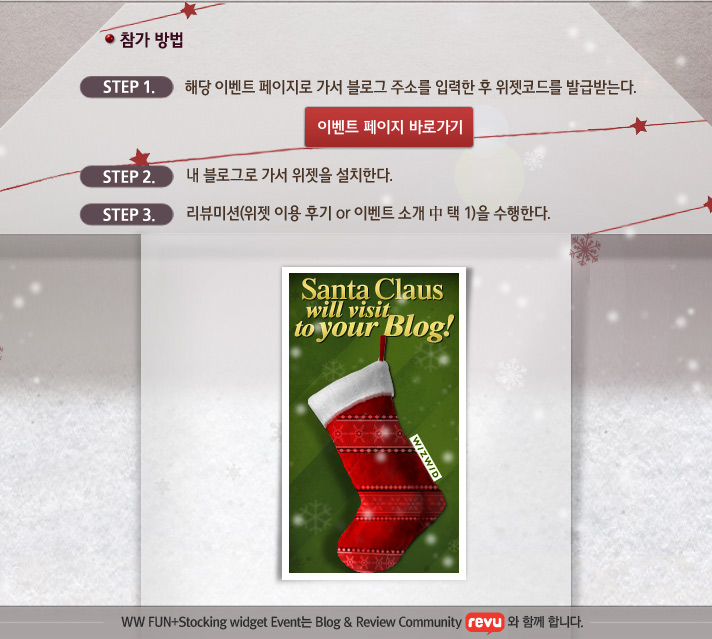 참가 방법
STEP 1. 해당 이벤트 페이지로 가서 블로그 주소를 입력한 후 위젯코드를 발급받는다.
이벤트 페이지 바로가기
STEP 2. 내 블로그로 가서 위젯을 설치한다.
STEP 3. 리뷰미션(위젯 이용 후기 or 이벤트 소개 中 택 1)을 수행한다.
Santa Claus
will visit
to your Blog!
WIZWID
WW FUN+Stocking widget Event는 Blog & Review Community revu 와 함께 합니다.